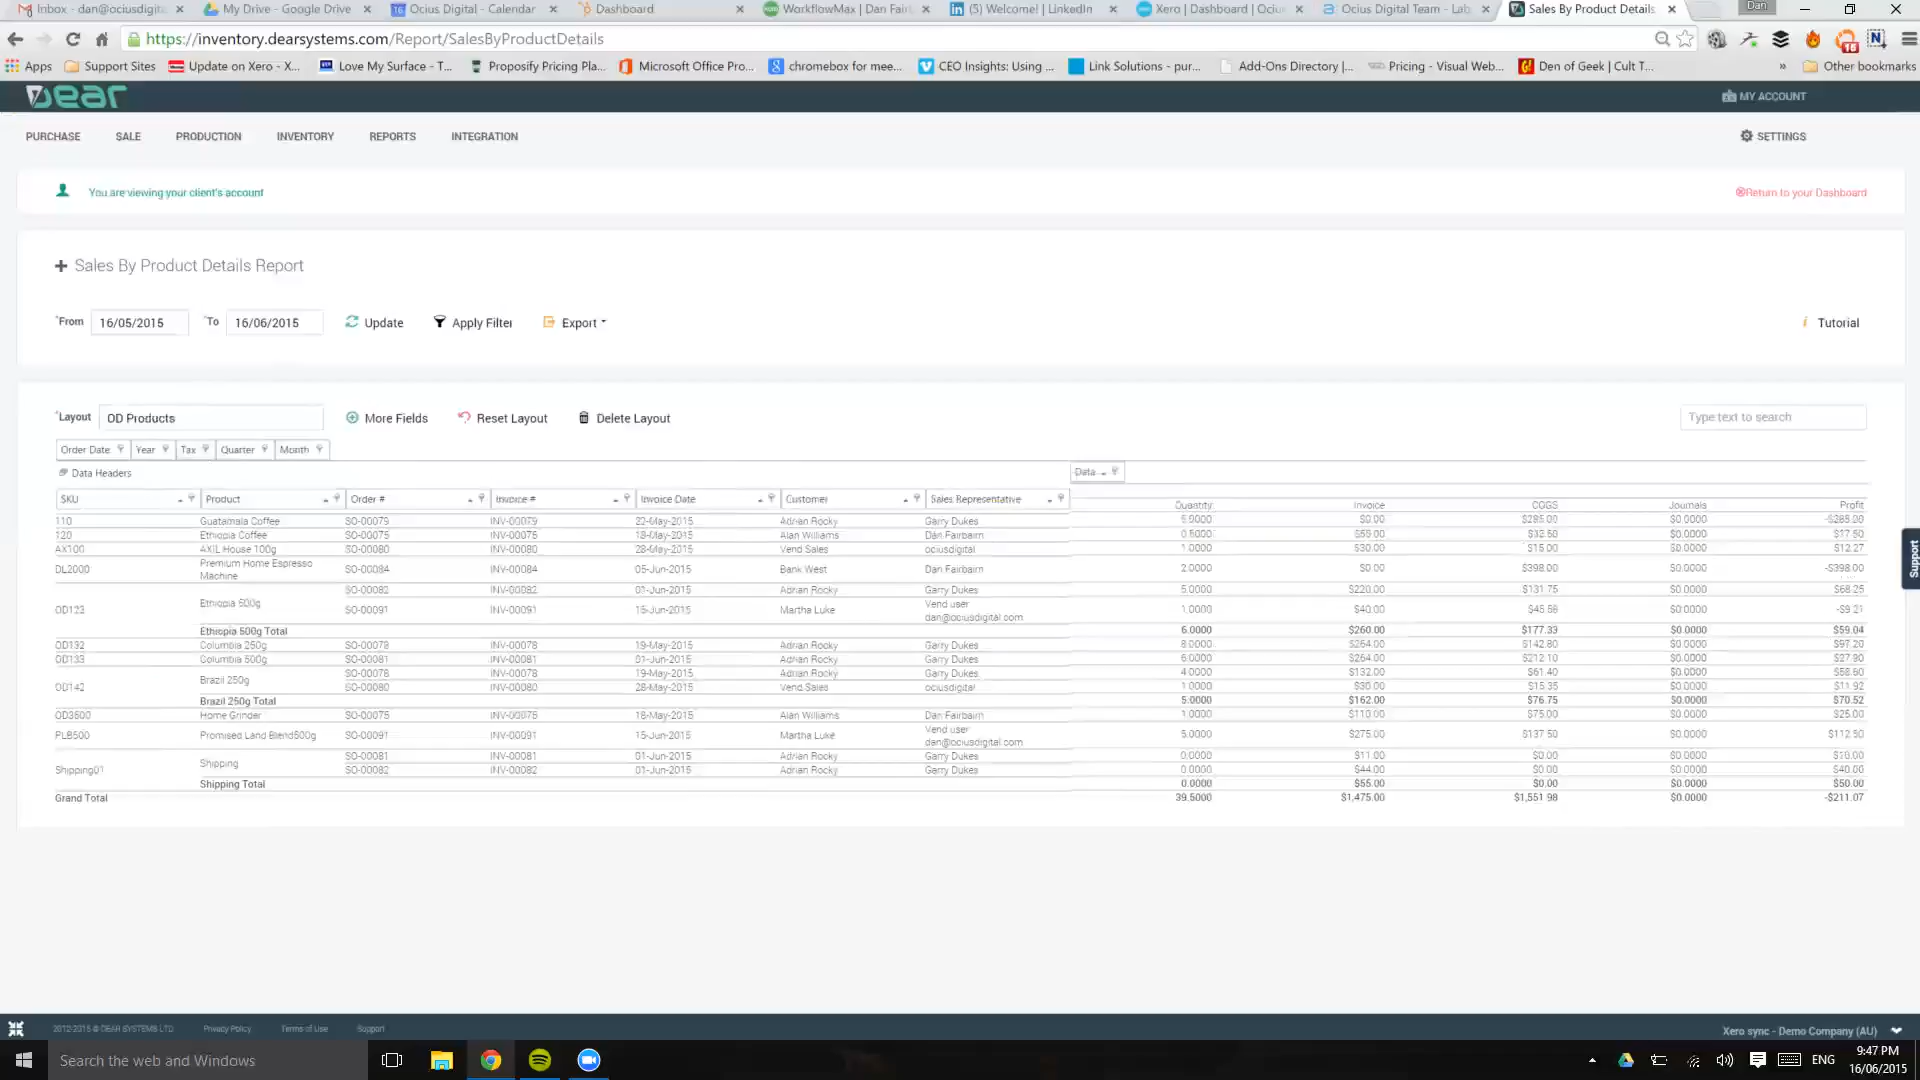 Inbox - dan@ociusdigita
My Drive - Google Drive
Ocius Digital - Calendar
Dashboard
WorkflowMax | Dan Fair
(5) Welcome! | LinkedIn
Xero | Dashboard | Ociu
Ocius Digital Team - Lab
Sales By Product Details
Dan
https://inventory.dearsystems.com/Report/SalesByProductDetails
Apps Support Sites Update on Xero - X... Love My Surface - T... Proposify Pricing Pla... Microsoft Office Pro... chromebox for mee... CEO Insights: Using ... Link Solutions - pur... Add-Ons Directory |... Pricing - Visual Web... Den of Geek | Cult T... » Other bookmarks
Dear
MY ACCOUNT
PURCHASE SALE PRODUCTION INVENTORY REPORTS INTEGRATION SETTINGS
You are viewing your client's account
Return to your Dashboard
Sales By Product Details Report
*From 16/05/2015 *To 16/06/2015 Update Apply Filter Export Tutorial
*Layout OD Products More Fields Reset Layout Delete Layout Type text to search
Order Date Year Tax Quarter Month
Data Headers Data
SKU Product Order # Invoice # Invoice Date Customer Sales Representative Quantity Invoice COGS Journals Profit
110 Guatamala Coffee SO-00079 INV-00079 22-May-2015 Adrian Rocky Garry Dukes 5.0000 $0.00 $285.00 $0.0000 -$285.00
120 Ethiopia Coffee SO-00075 INV-00075 18-May-2015 Alan Williams Dan Fairbairn 0.5000 $55.00 $32.50 $0.0000 $17.50
AX100 AXIL House 100g SO-00080 INV-00080 28-May-2015 Vend Sales ociusdigital 1.0000 $30.00 $15.00 $0.0000 $12.27
DL2000 Premium Home Espresso Machine SO-00084 INV-00084 05-Jun-2015 Bank West Dan Fairbairn 2.0000 $0.00 $398.00 $0.0000 -$398.00
OD123 Ethiopia 500g SO-00082 INV-00082 01-Jun-2015 Adrian Rocky Garry Dukes 5.0000 $220.00 $131.75 $0.0000 $68.25
SO-00091 INV-00091 15-Jun-2015 Martha Luke Vend user dan@ociusdigital.com 1.0000 $40.00 $45.58 $0.0000 -$9.21
Ethiopia 500g Total 6.0000 $260.00 $177.33 $0.0000 $59.04
OD132 Columbia 250g SO-00078 INV-00078 19-May-2015 Adrian Rocky Garry Dukes 8.0000 $264.00 $142.80 $0.0000 $97.20
OD133 Columbia 500g SO-00081 INV-00081 01-Jun-2015 Adrian Rocky Garry Dukes 6.0000 $264.00 $212.10 $0.0000 $27.90
OD142 Brazil 250g SO-00078 INV-00078 19-May-2015 Adrian Rocky Garry Dukes 4.0000 $132.00 $61.40 $0.0000 $58.60
SO-00080 INV-00080 28-May-2015 Vend Sales ociusdigital 1.0000 $30.00 $15.35 $0.0000 $11.92
Brazil 250g Total 5.0000 $162.00 $76.75 $0.0000 $70.52
OD3500 Home Grinder SO-00075 INV-00075 18-May-2015 Alan Williams Dan Fairbairn 1.0000 $110.00 $75.00 $0.0000 $25.00
PLB500 Promised Land Blend500g SO-00091 INV-00091 15-Jun-2015 Martha Luke Vend user dan@ociusdigital.com 5.0000 $275.00 $137.50 $0.0000 $112.50
Shipping01 Shipping SO-00081 INV-00081 01-Jun-2015 Adrian Rocky Garry Dukes 0.0000 $11.00 $0.00 $0.0000 $10.00
SO-00082 INV-00082 01-Jun-2015 Adrian Rocky Garry Dukes 0.0000 $44.00 $0.00 $0.0000 $40.00
Shipping Total 0.0000 $55.00 $0.00 $0.0000 $50.00
Grand Total 39.5000 $1,475.00 $1,551.98 $0.0000 -$211.07
Support
2012-2015 © DEAR SYSTEMS LTD Privacy Policy Terms of Use Support Xero sync - Demo Company (AU)
Search the web and Windows ENG 9:47 PM
16/06/2015